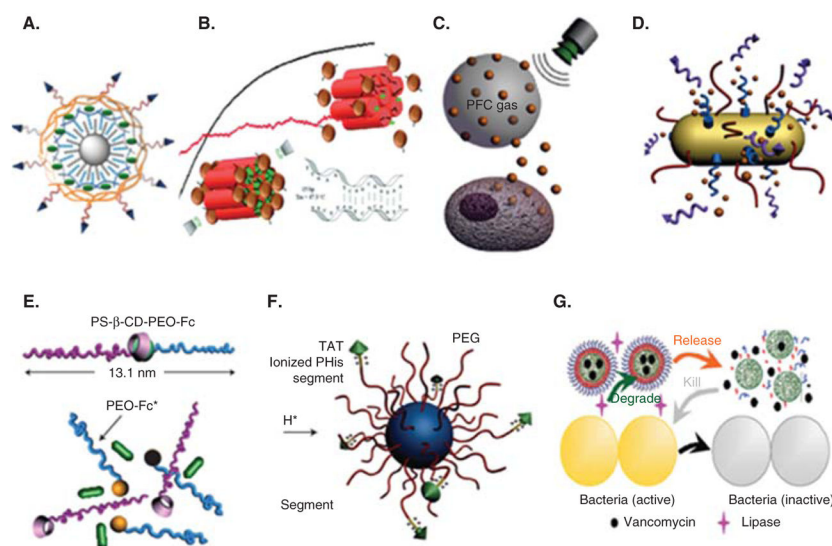 A.
B.
C.
D.
PFC gas
E.
PS-β-CD-PEO-Fc
13.1 nm
PEO-Fc*
F.
TAT
Ionized PHis
segment
PEG
H*
Segment
G.
Release
Kill
Degrade
Bacteria (active)
Bacteria (inactive)
Vancomycin
Lipase